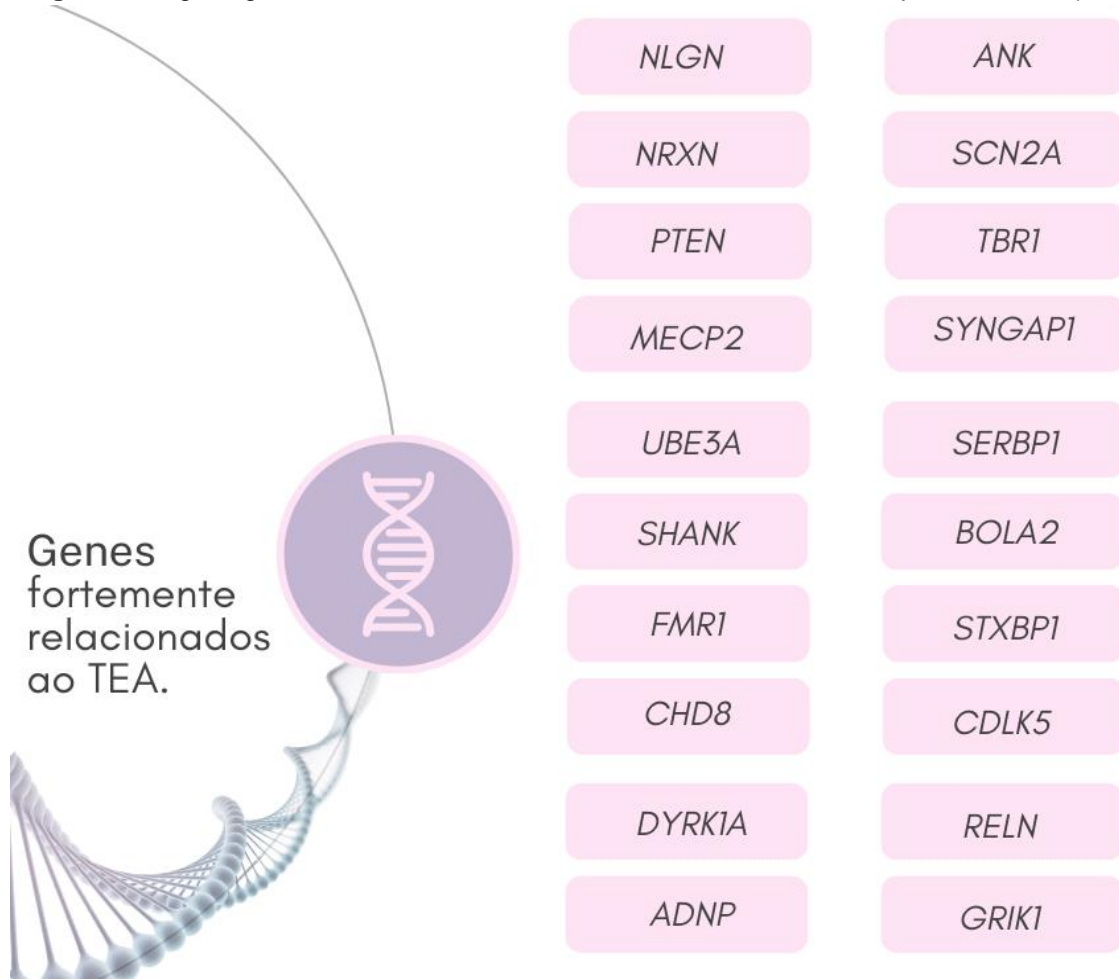 NLGN
ANK
NRXN
SCN2A
PTEN
TBR1
MECP2
SYNGAP1
UBE3A
SERBP1
SHANK
BOLA2
FMR1
STXBP1
CHD8
CDLK5
DYRK1A
RELN
ADNP
GRIK1
Genes
fortemente
relacionados
ao TEA.